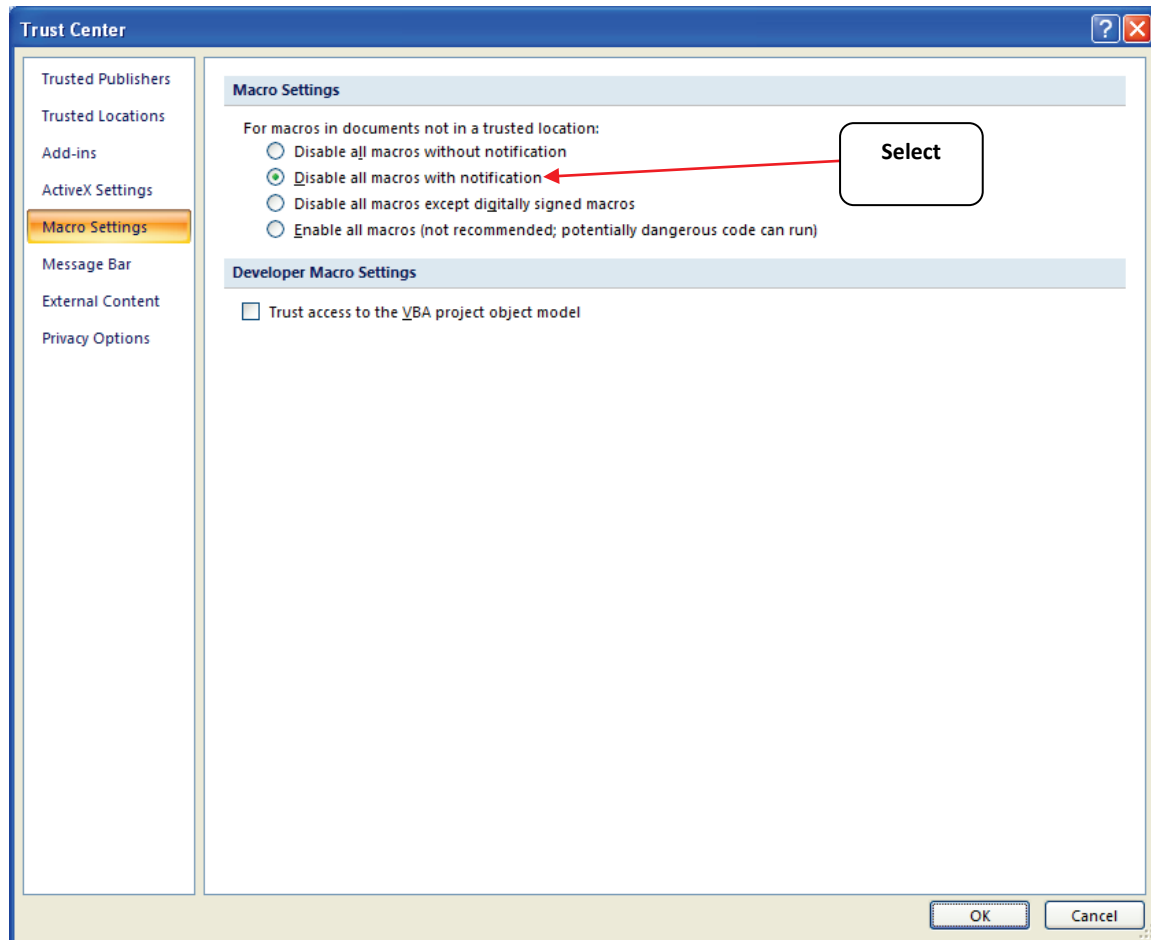 Trust Center
Trusted Publishers
Trusted Locations
Add-ins
ActiveX Settings
Macro Settings
Message Bar
External Content
Privacy Options
Macro Settings
For macros in documents not in a trusted location:
Disable all macros without notification
Disable all macros with notification
Disable all macros except digitally signed macros
Enable all macros (not recommended; potentially dangerous code can run)
Select
Developer Macro Settings
Trust access to the VBA project object model
OK
Cancel